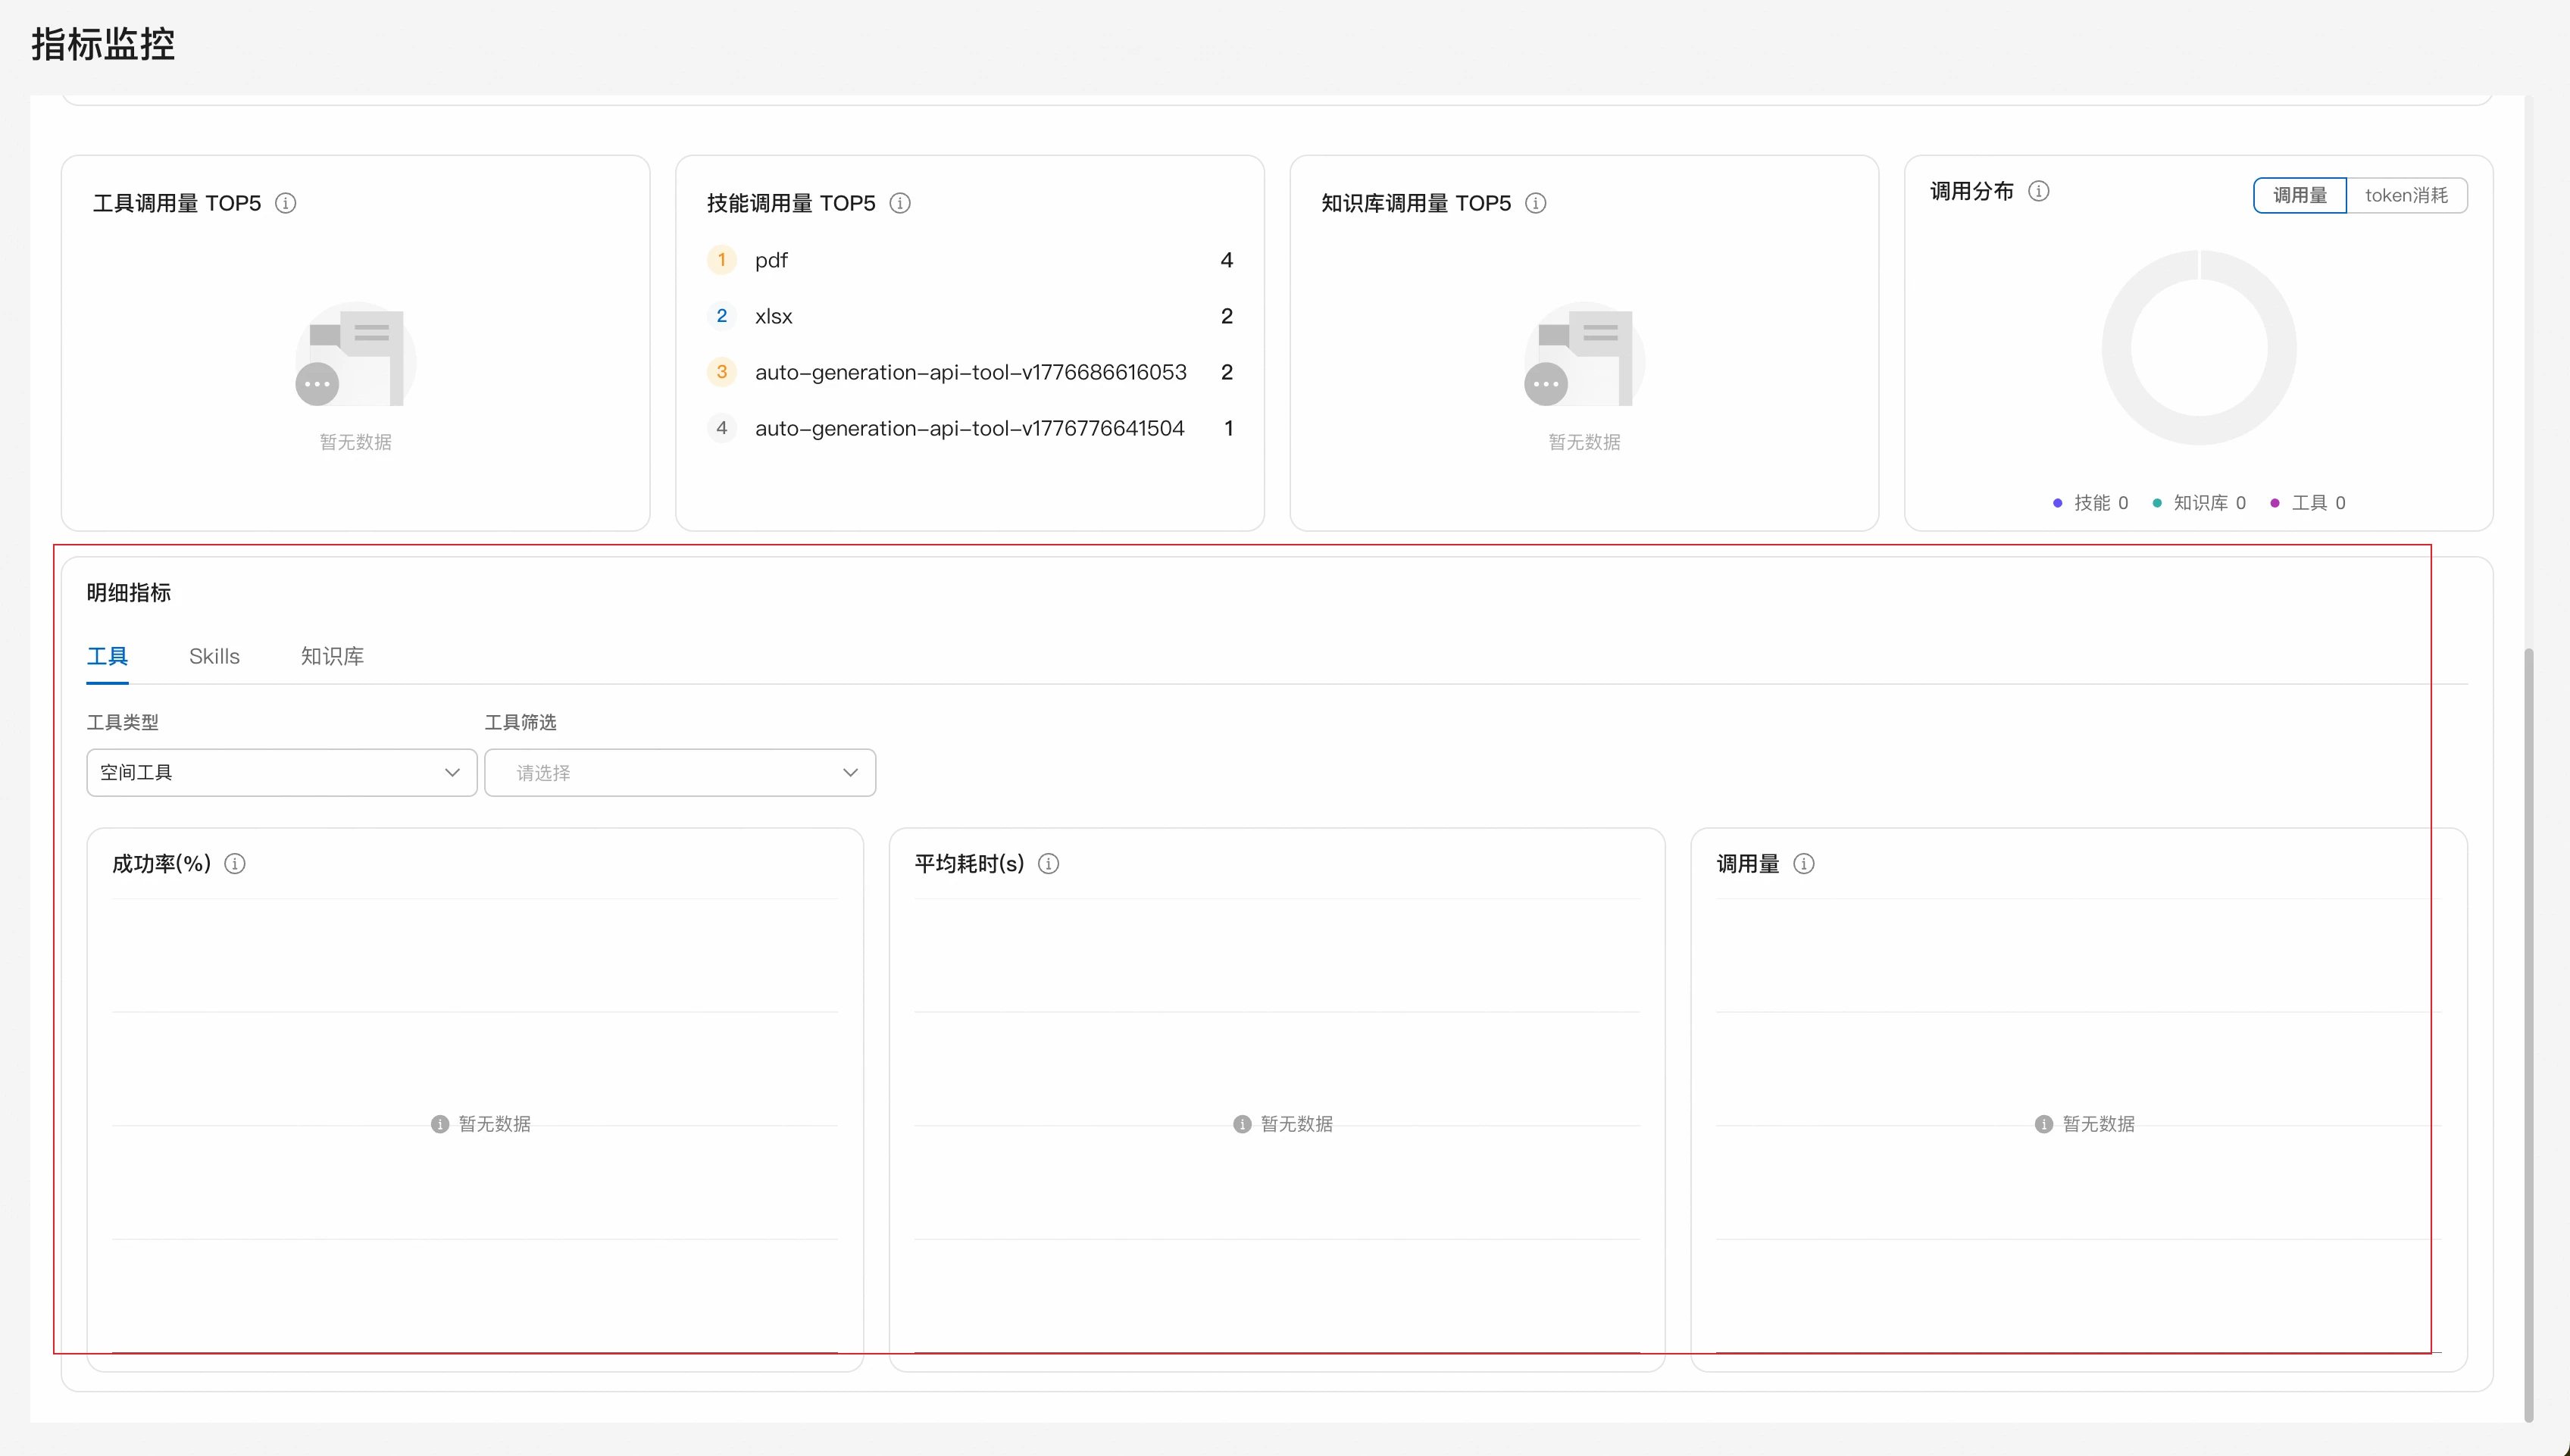 指标监控
工具调用量 TOP5
暂无数据
技能调用量 TOP5
1 pdf 4
2 xlsx 2
3 auto-generation-api-tool-v1776686616053 2
4 auto-generation-api-tool-v1776776641504 1
知识库调用量 TOP5
暂无数据
调用分布
调用量 token消耗
技能 0 知识库 0 工具 0
明细指标
工具 Skills 知识库
工具类型 工具筛选
空间工具 请选择
成功率(%)
暂无数据
平均耗时(s)
暂无数据
调用量
暂无数据